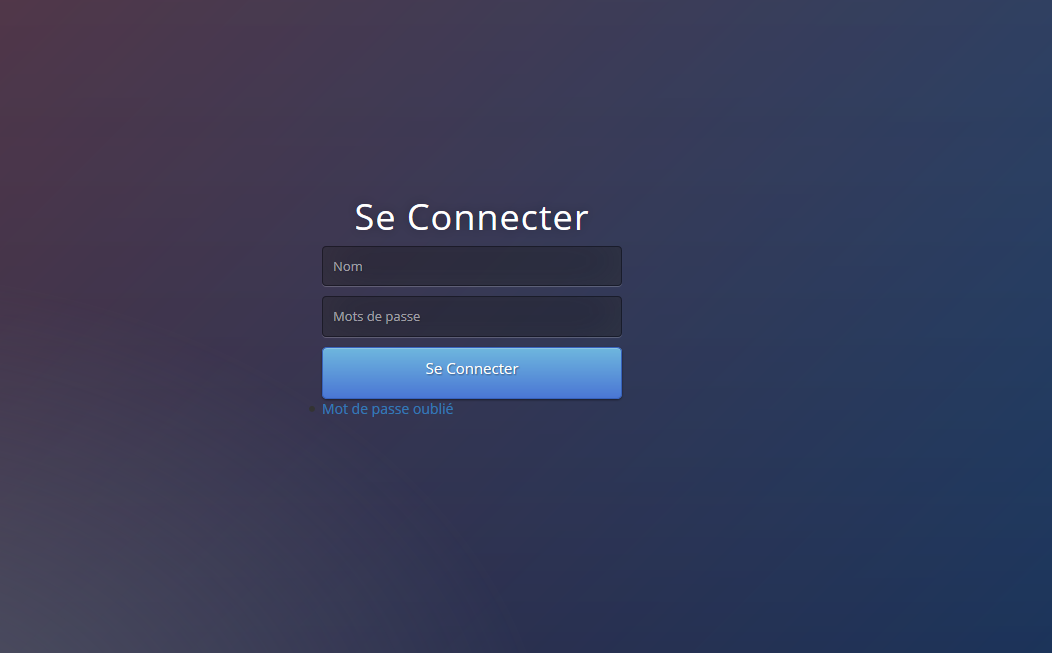 Se Connecter
Nom
Mots de passe
Se Connecter
Mot de passe oublié